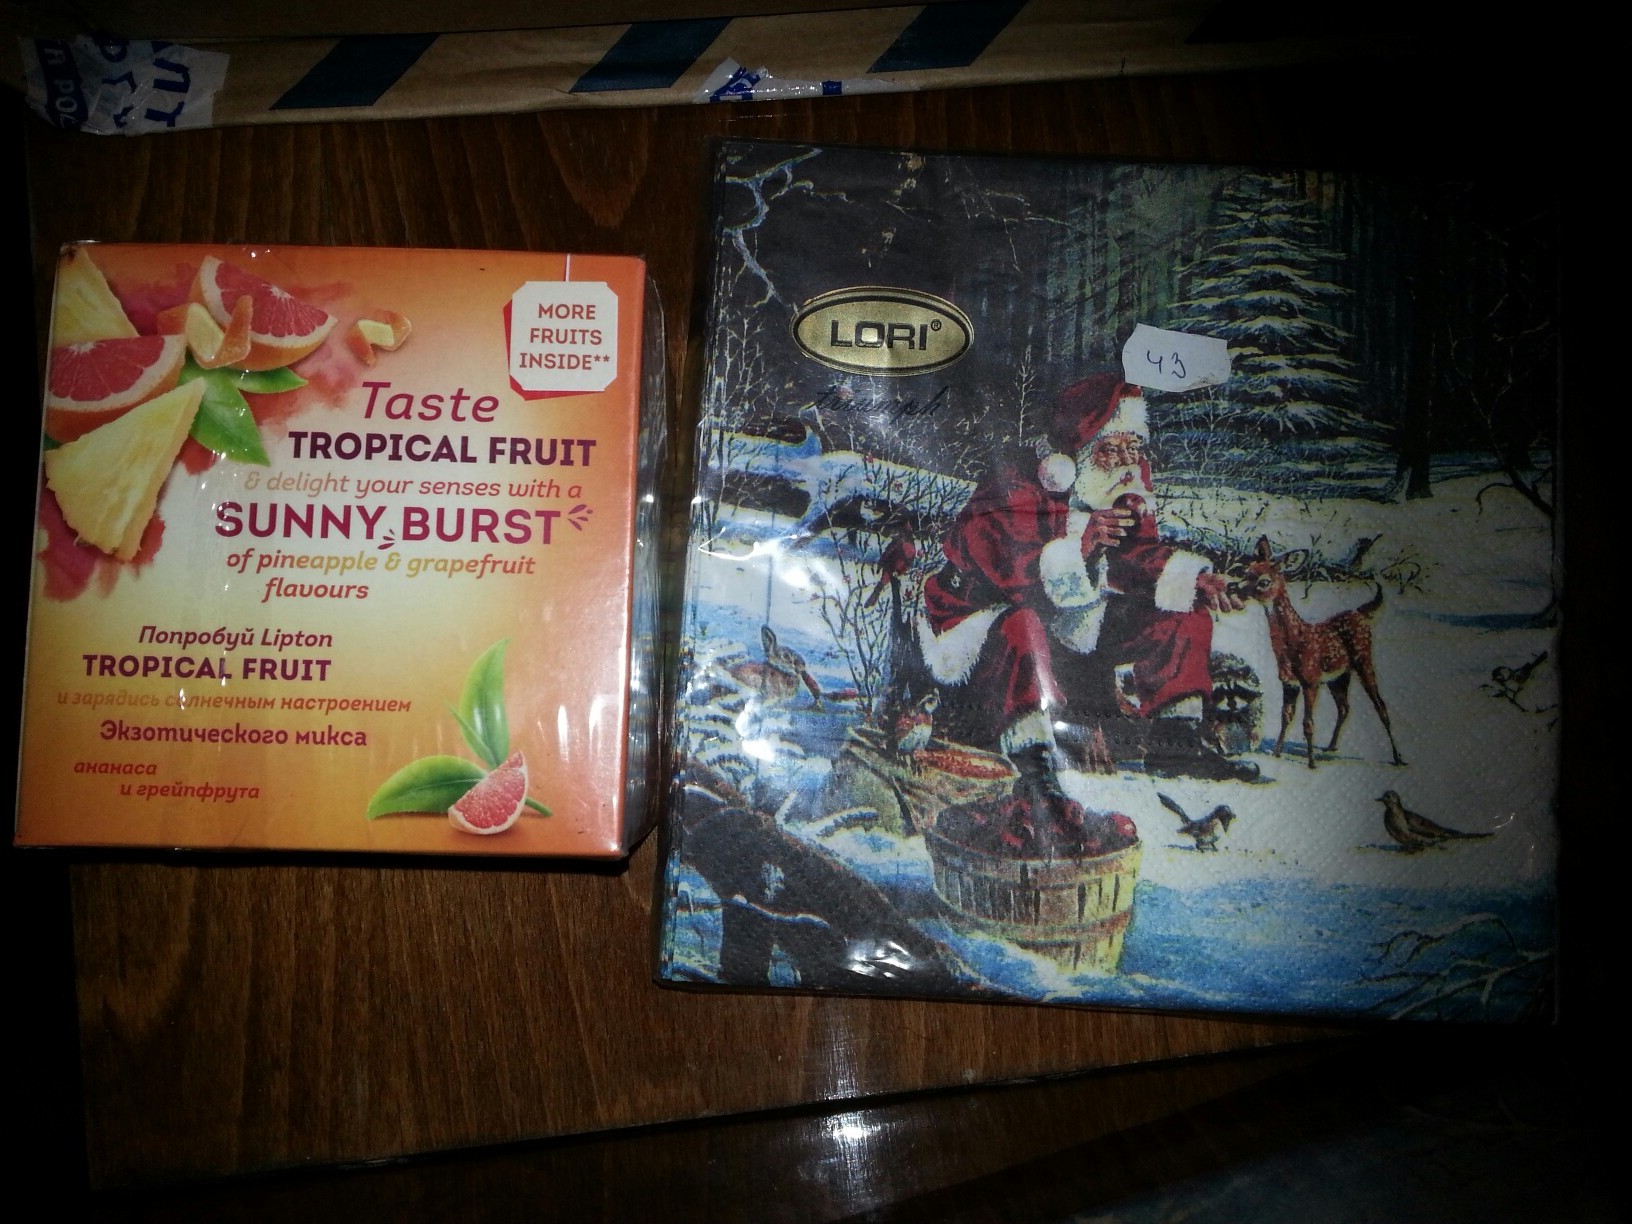 MORE
FRUITS
INSIDE**
Taste
TROPICAL FRUIT
& delight your senses with a
SUNNY BURST
of pineapple & grapefruit
flavours
Попробуй Lipton
TROPICAL FRUIT
и зарядись солнечным настроением
Экзотического микса
ананаса
и грейпфрута
LORI®
triumph
43